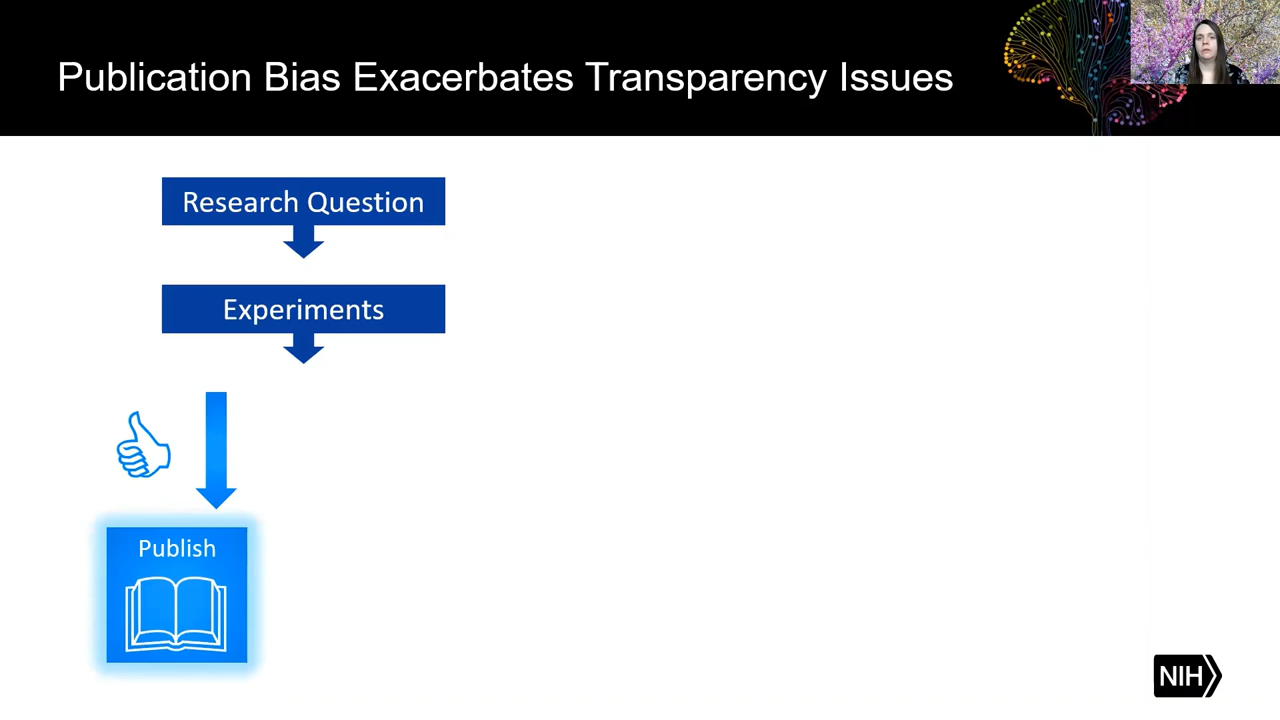 Publication Bias Exacerbates Transparency Issues
Research Question
Experiments
Publish
NIH